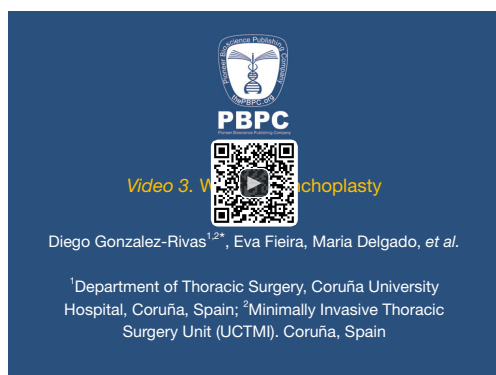 Pioneer Bioscience Publishing Company
thePBPC.org
PBPC
Pioneer Bioscience Publishing Company
Video 3.
Diego Gonzalez-Rivas1,2*, Eva Fieira, Maria Delgado, et al.
1Department of Thoracic Surgery, Coruña University
Hospital, Coruña, Spain; 2Minimally Invasive Thoracic
Surgery Unit (UCTMI). Coruña, Spain